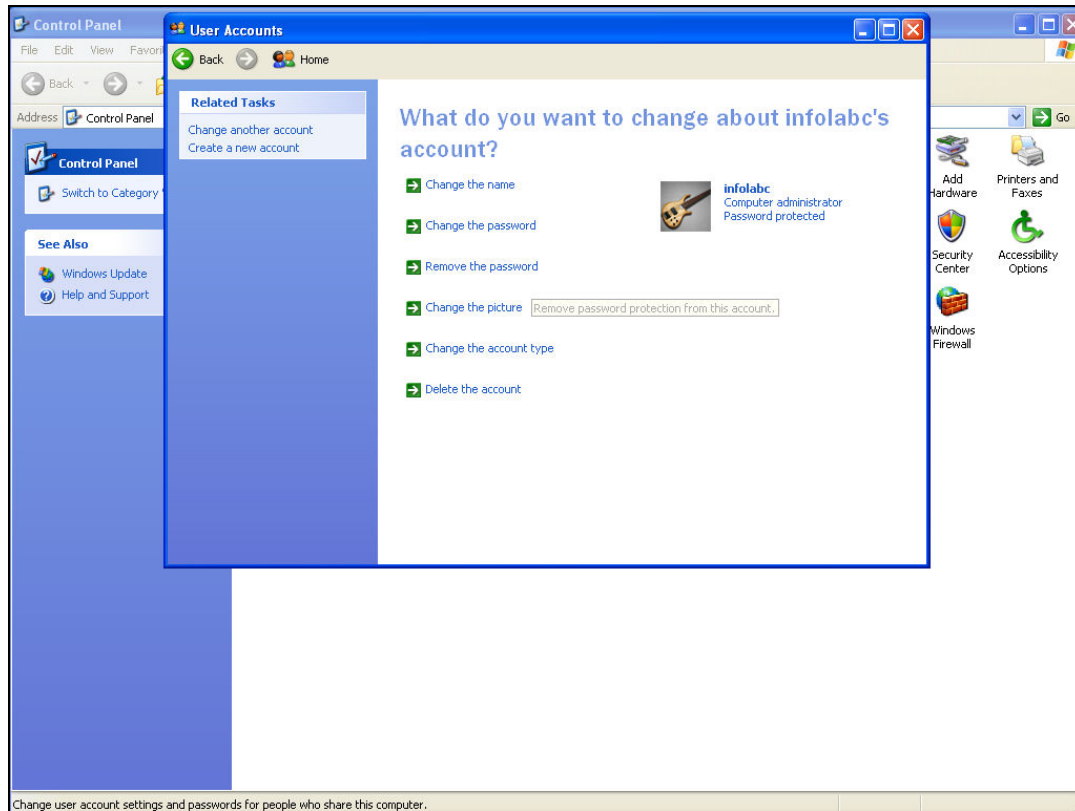 Control Panel
File Edit View Favori
Back
Address Control Panel Go
Control Panel
Switch to Category
See Also
Windows Update
Help and Support
User Accounts
Back Home
Related Tasks
Change another account
Create a new account
What do you want to change about infolabc's
account?
Change the name
Change the password
Remove the password
Change the picture
Remove password protection from this account.
Change the account type
Delete the account
infolabc
Computer administrator
Password protected
Add
Hardware
Printers and
Faxes
Security
Center
Accessibility
Options
Windows
Firewall
Change user account settings and passwords for people who share this computer.